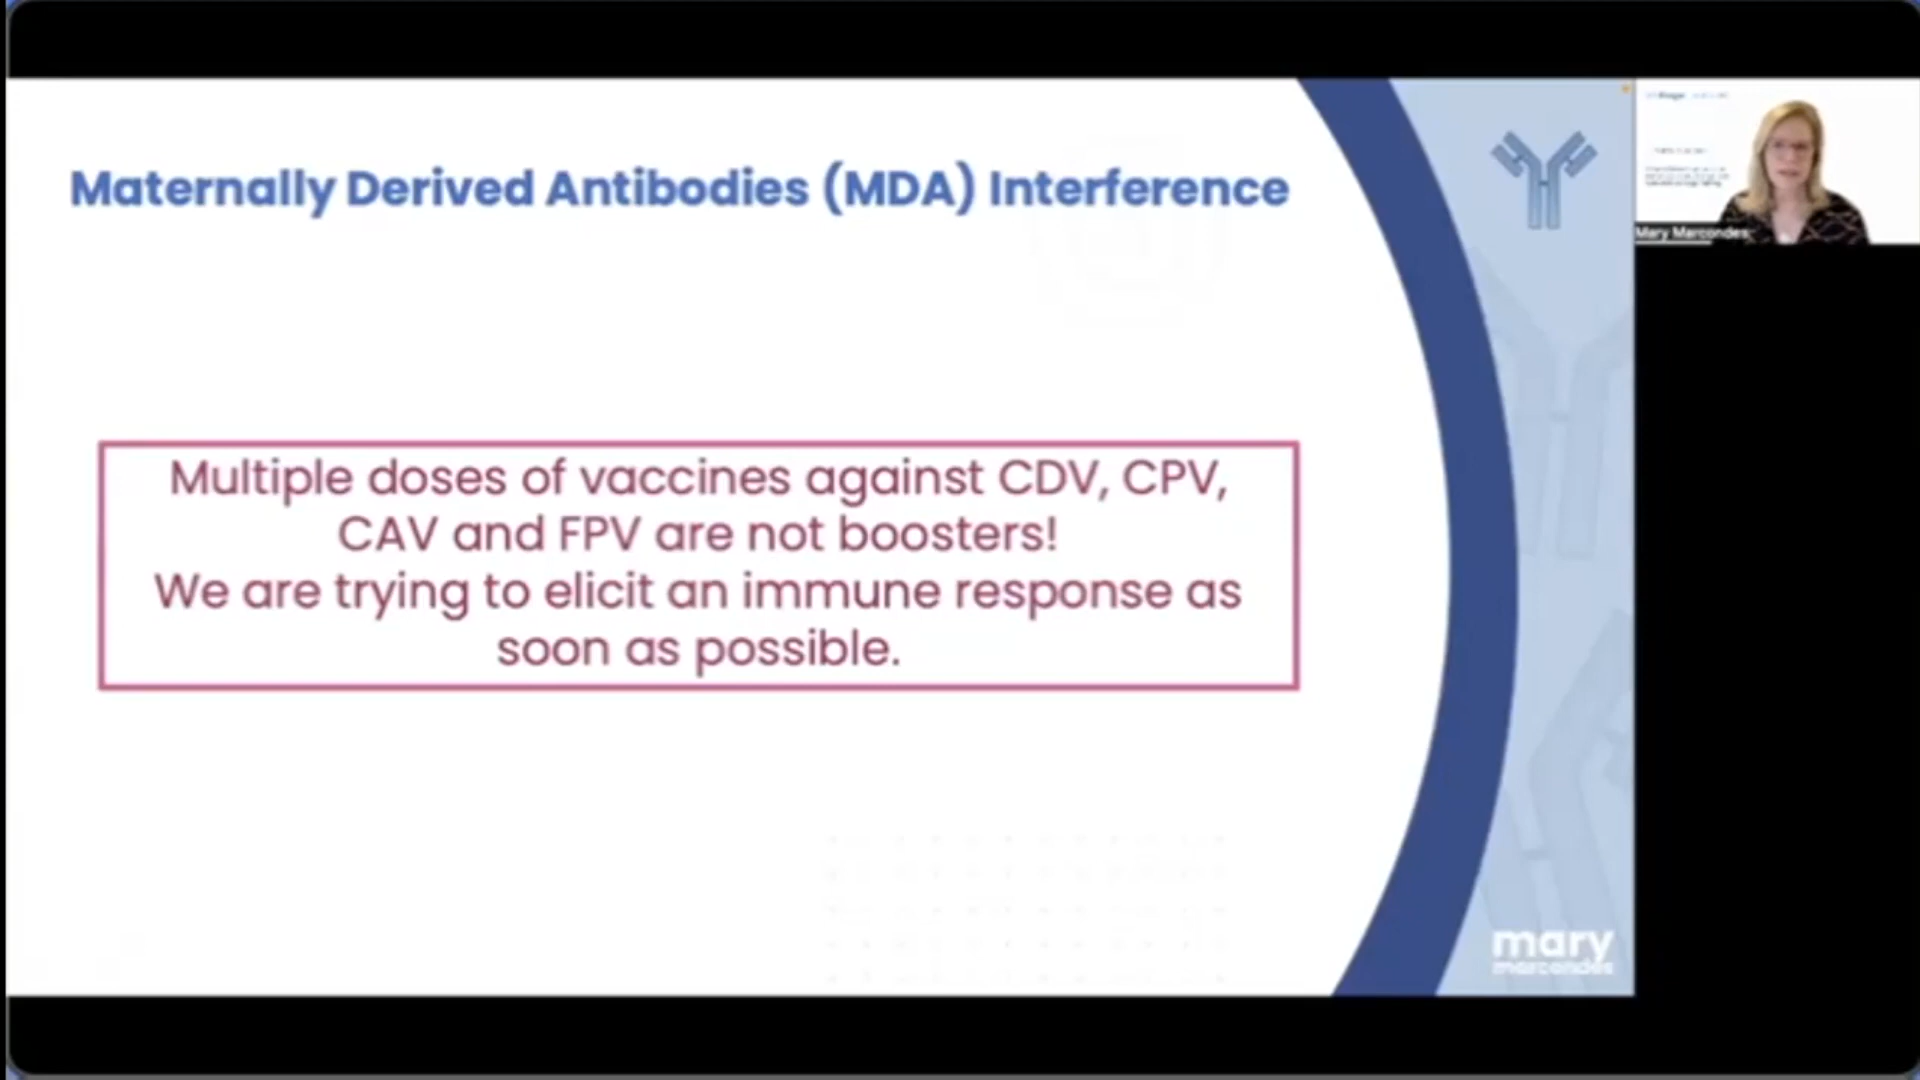 Maternally Derived Antibodies (MDA) Interference
Multiple doses of vaccines against CDV, CPV,
CAV and FPV are not boosters!
We are trying to elicit an immune response as
soon as possible.
Mary Marcondes
mary
marcondes